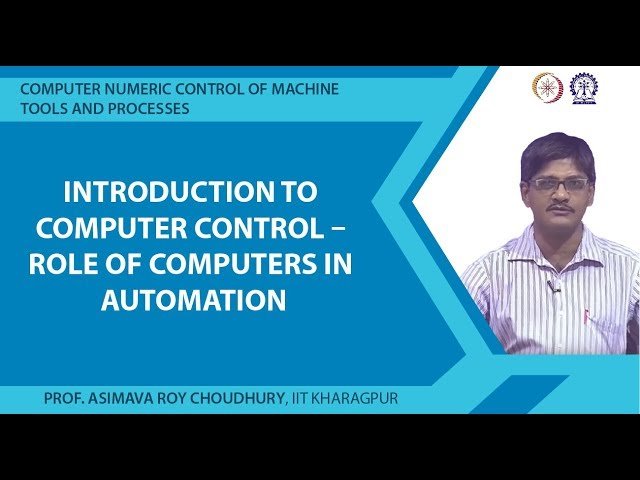 COMPUTER NUMERIC CONTROL OF MACHINE
TOOLS AND PROCESSES
INTRODUCTION TO
COMPUTER CONTROL –
ROLE OF COMPUTERS IN
AUTOMATION
PROF. ASIMAVA ROY CHOUDHURY, IIT KHARAGPUR